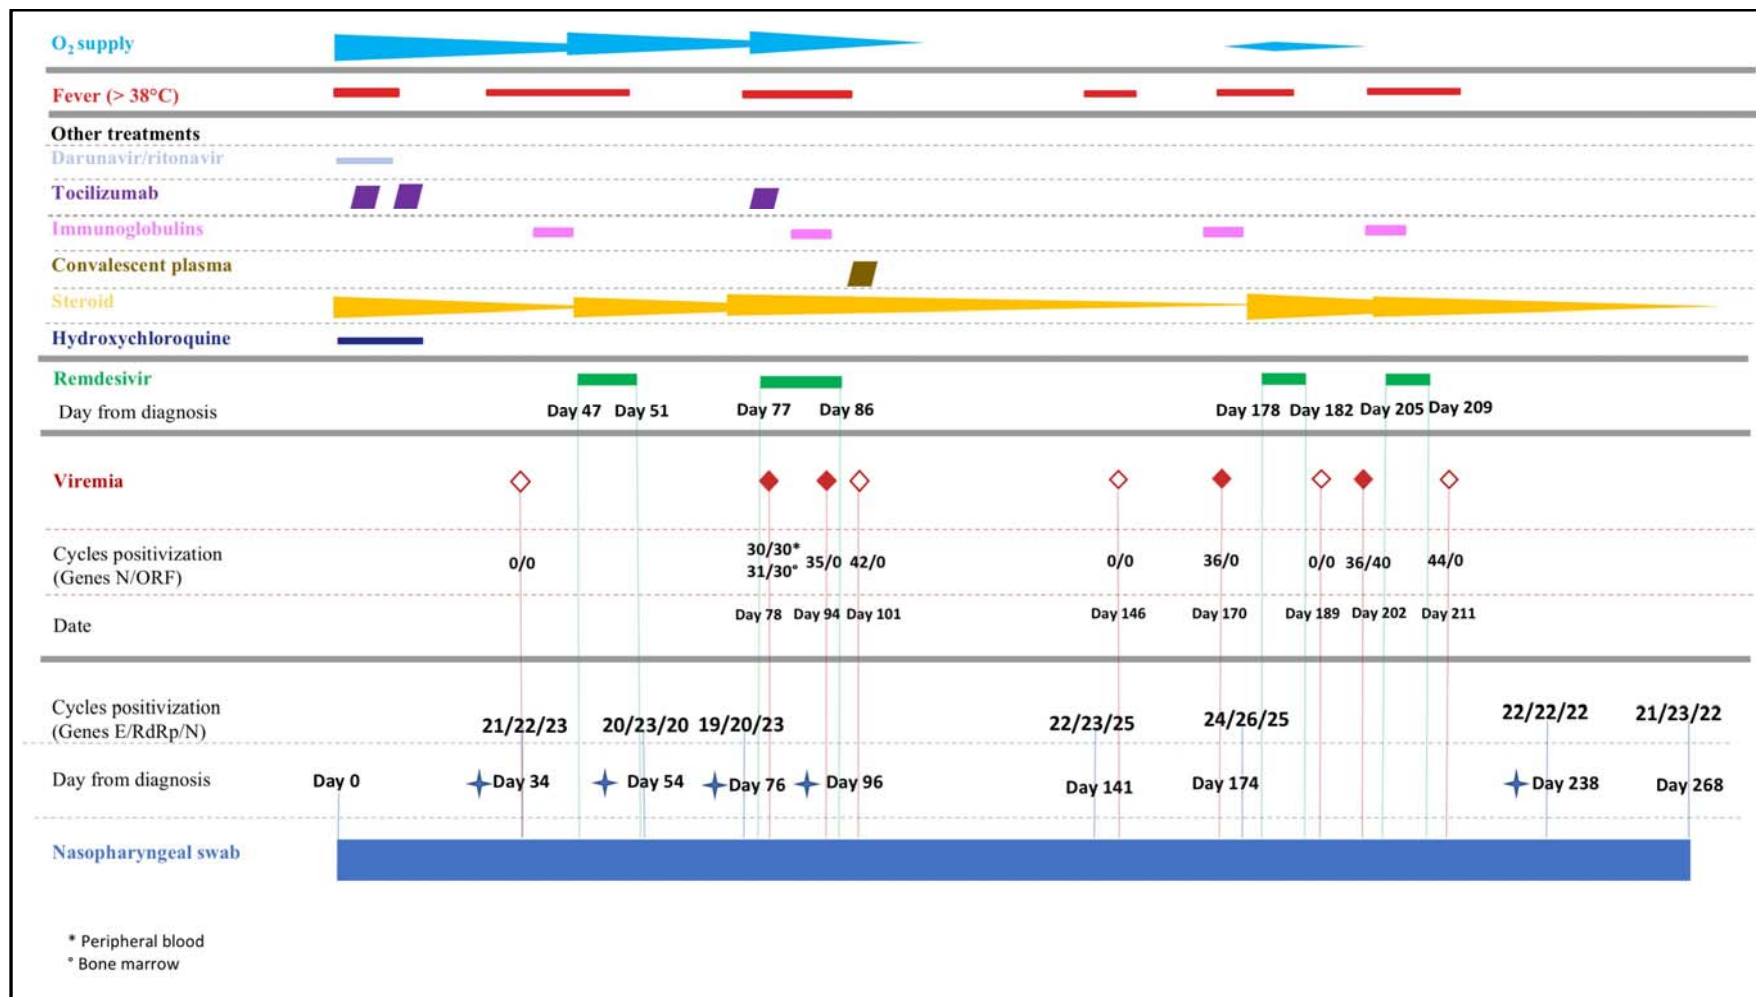 O2 supply
Fever (> 38°C)
Other treatments
Darunavir/ritonavir
Tocilizumab
Immunoglobulins
Convalescent plasma
Steroid
Hydroxychloroquine
Remdesivir
Day from diagnosis Day 47 Day 51 Day 77 Day 86 Day 178 Day 182 Day 205 Day 209
Viremia
Cycles positivization
(Genes N/ORF)
0/0 30/30* 35/0 42/0 0/0 36/0 0/0 36/40 44/0
31/30°
Date Day 78 Day 94 Day 101 Day 146 Day 170 Day 189 Day 202 Day 211
Cycles positivization
(Genes E/RdRp/N)
21/22/23 20/23/20 19/20/23 22/23/25 24/26/25 22/22/22 21/23/22
Day from diagnosis Day 0 Day 34 Day 54 Day 76 Day 96 Day 141 Day 174 Day 238 Day 268
Nasopharyngeal swab
* Peripheral blood
° Bone marrow